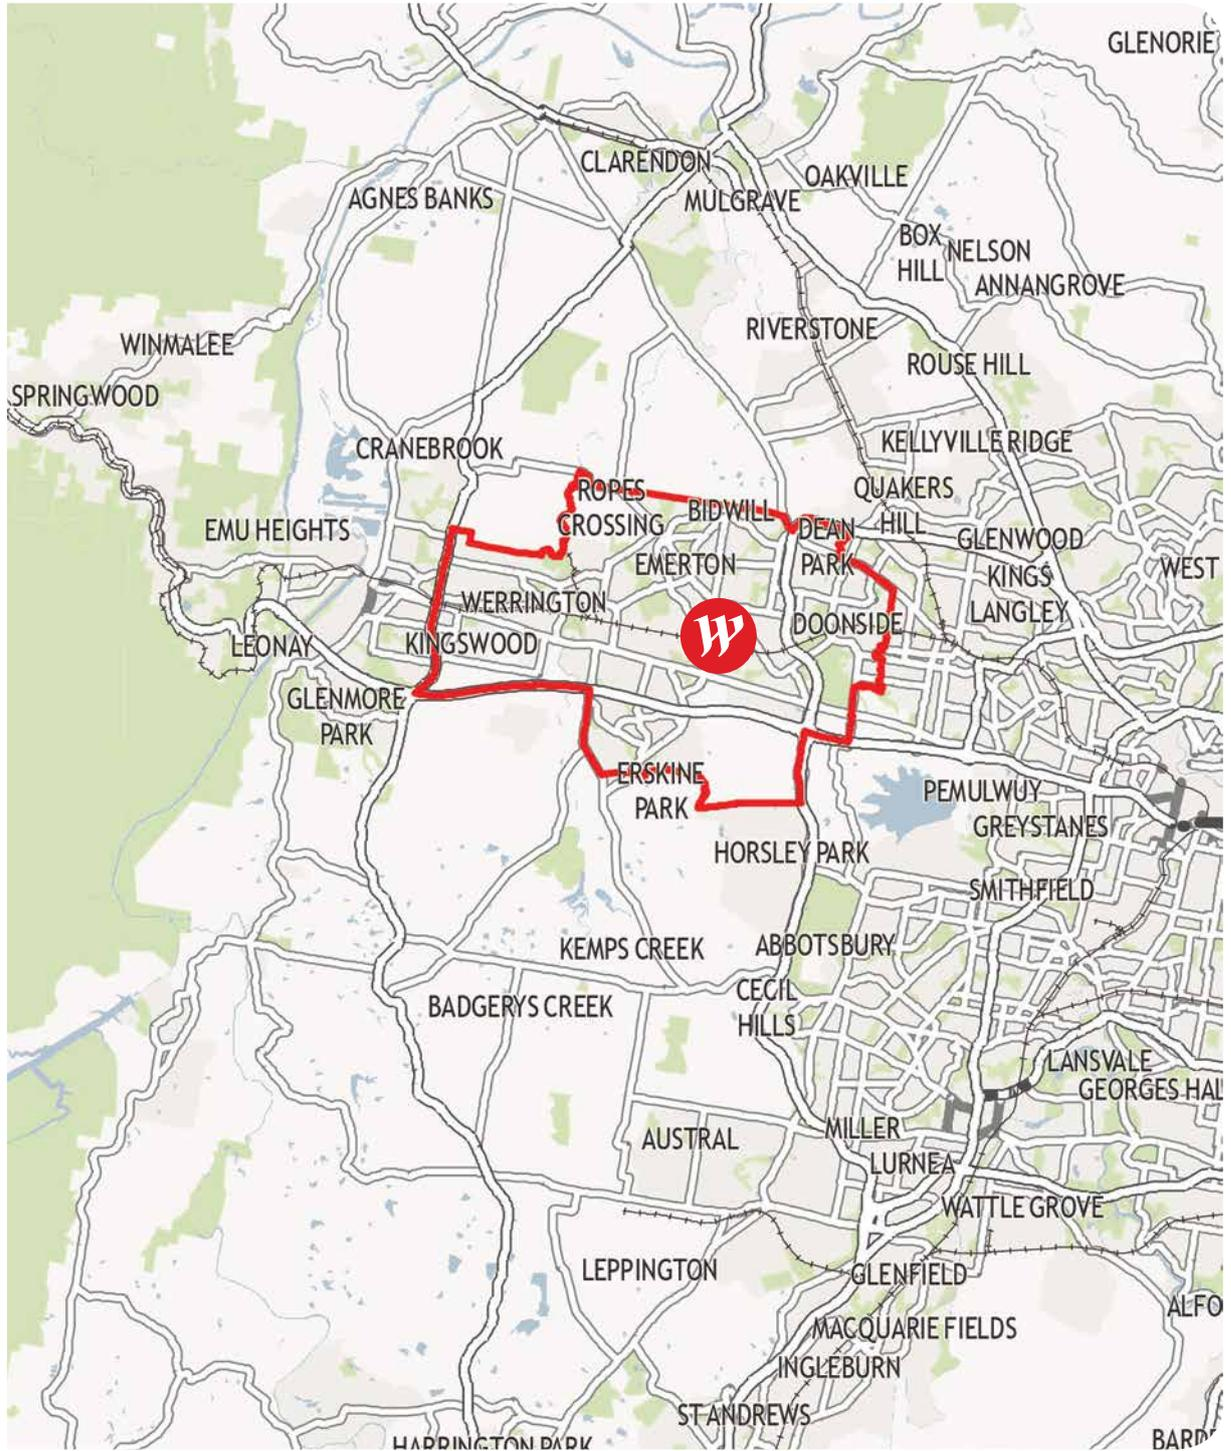 GLENORIE
CLARENDON
AGNES BANKS
OAKVILLE
MULGRAVE
BOX
HILL
NELSON
ANNANGROVE
WINMALEE
RIVERSTONE
ROUSE HILL
SPRINGWOOD
CRANEBROOK
KELLYVILLE RIDGE
ROPES
CROSSING
BIDWILL
QUAKERS
HILL
EMU HEIGHTS
DEAN
PARK
GLENWOOD
EMERTON
KINGS
LANGLEY
WEST
WERRINGTON
DOONSIDE
LEONAY
KINGSWOOD
W
GLENMORE
PARK
ERSKINE
PARK
PEMULWUY
GREYSTANES
HORSLEY PARK
SMITHFIELD
KEMPS CREEK
ABBOTSBURY
BADGERYS CREEK
CECIL
HILLS
LANSVALE
GEORGES HAL
AUSTRAL
MILLER
LURNEA
WATTLE GROVE
LEPPINGTON
GLENFIELD
ALFO
MACQUARIE FIELDS
INGLEBURN
ST ANDREWS
HARRINGTON PARK